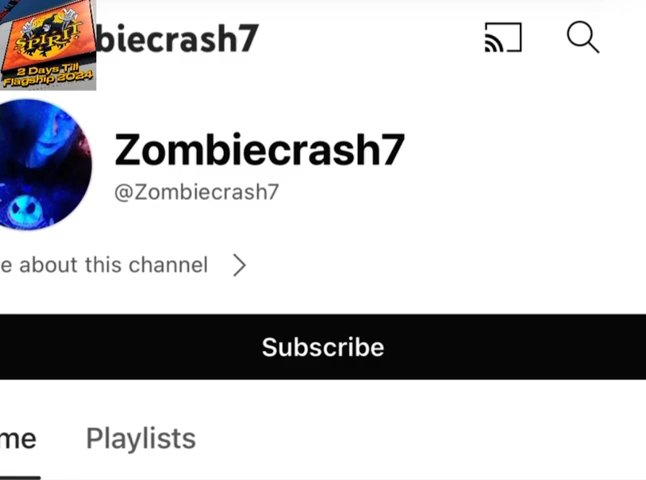 SPIRIT
2 Days Till
Flagship 2024
biecrash7
Zombiecrash7
@Zombiecrash7
e about this channel
Subscribe
me
Playlists